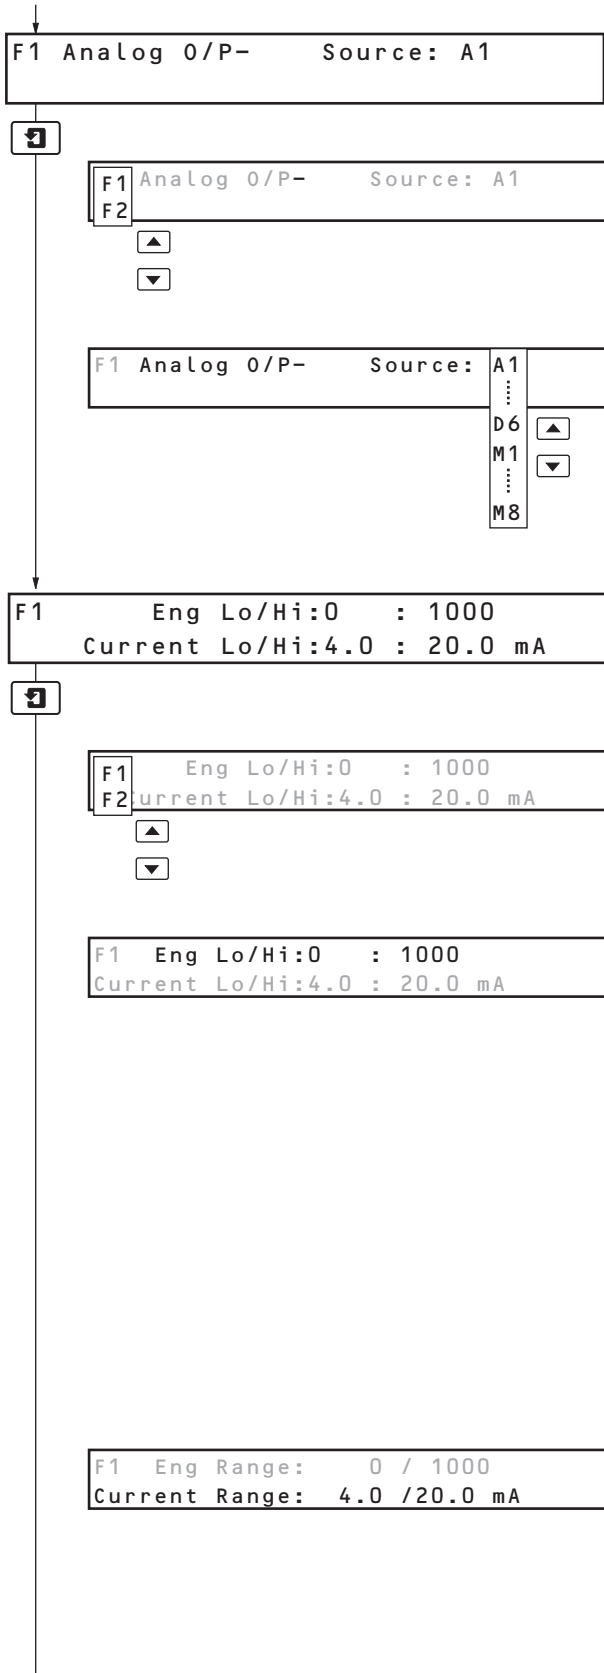 F1 Analog O/P– Source: A1
F1 Analog O/P– Source: A1
F2
F1 Analog O/P– Source: A1
D6
M1
M8
F1 Eng Lo/Hi:0 : 1000
Current Lo/Hi:4.0 : 20.0 mA
F1 Eng Lo/Hi:0 : 1000
F2 urrent Lo/Hi:4.0 : 20.0 mA
F1 Eng Lo/Hi:0 : 1000
Current Lo/Hi:4.0 : 20.0 mA
F1 Eng Range: 0 / 1000
Current Range: 4.0 /20.0 mA